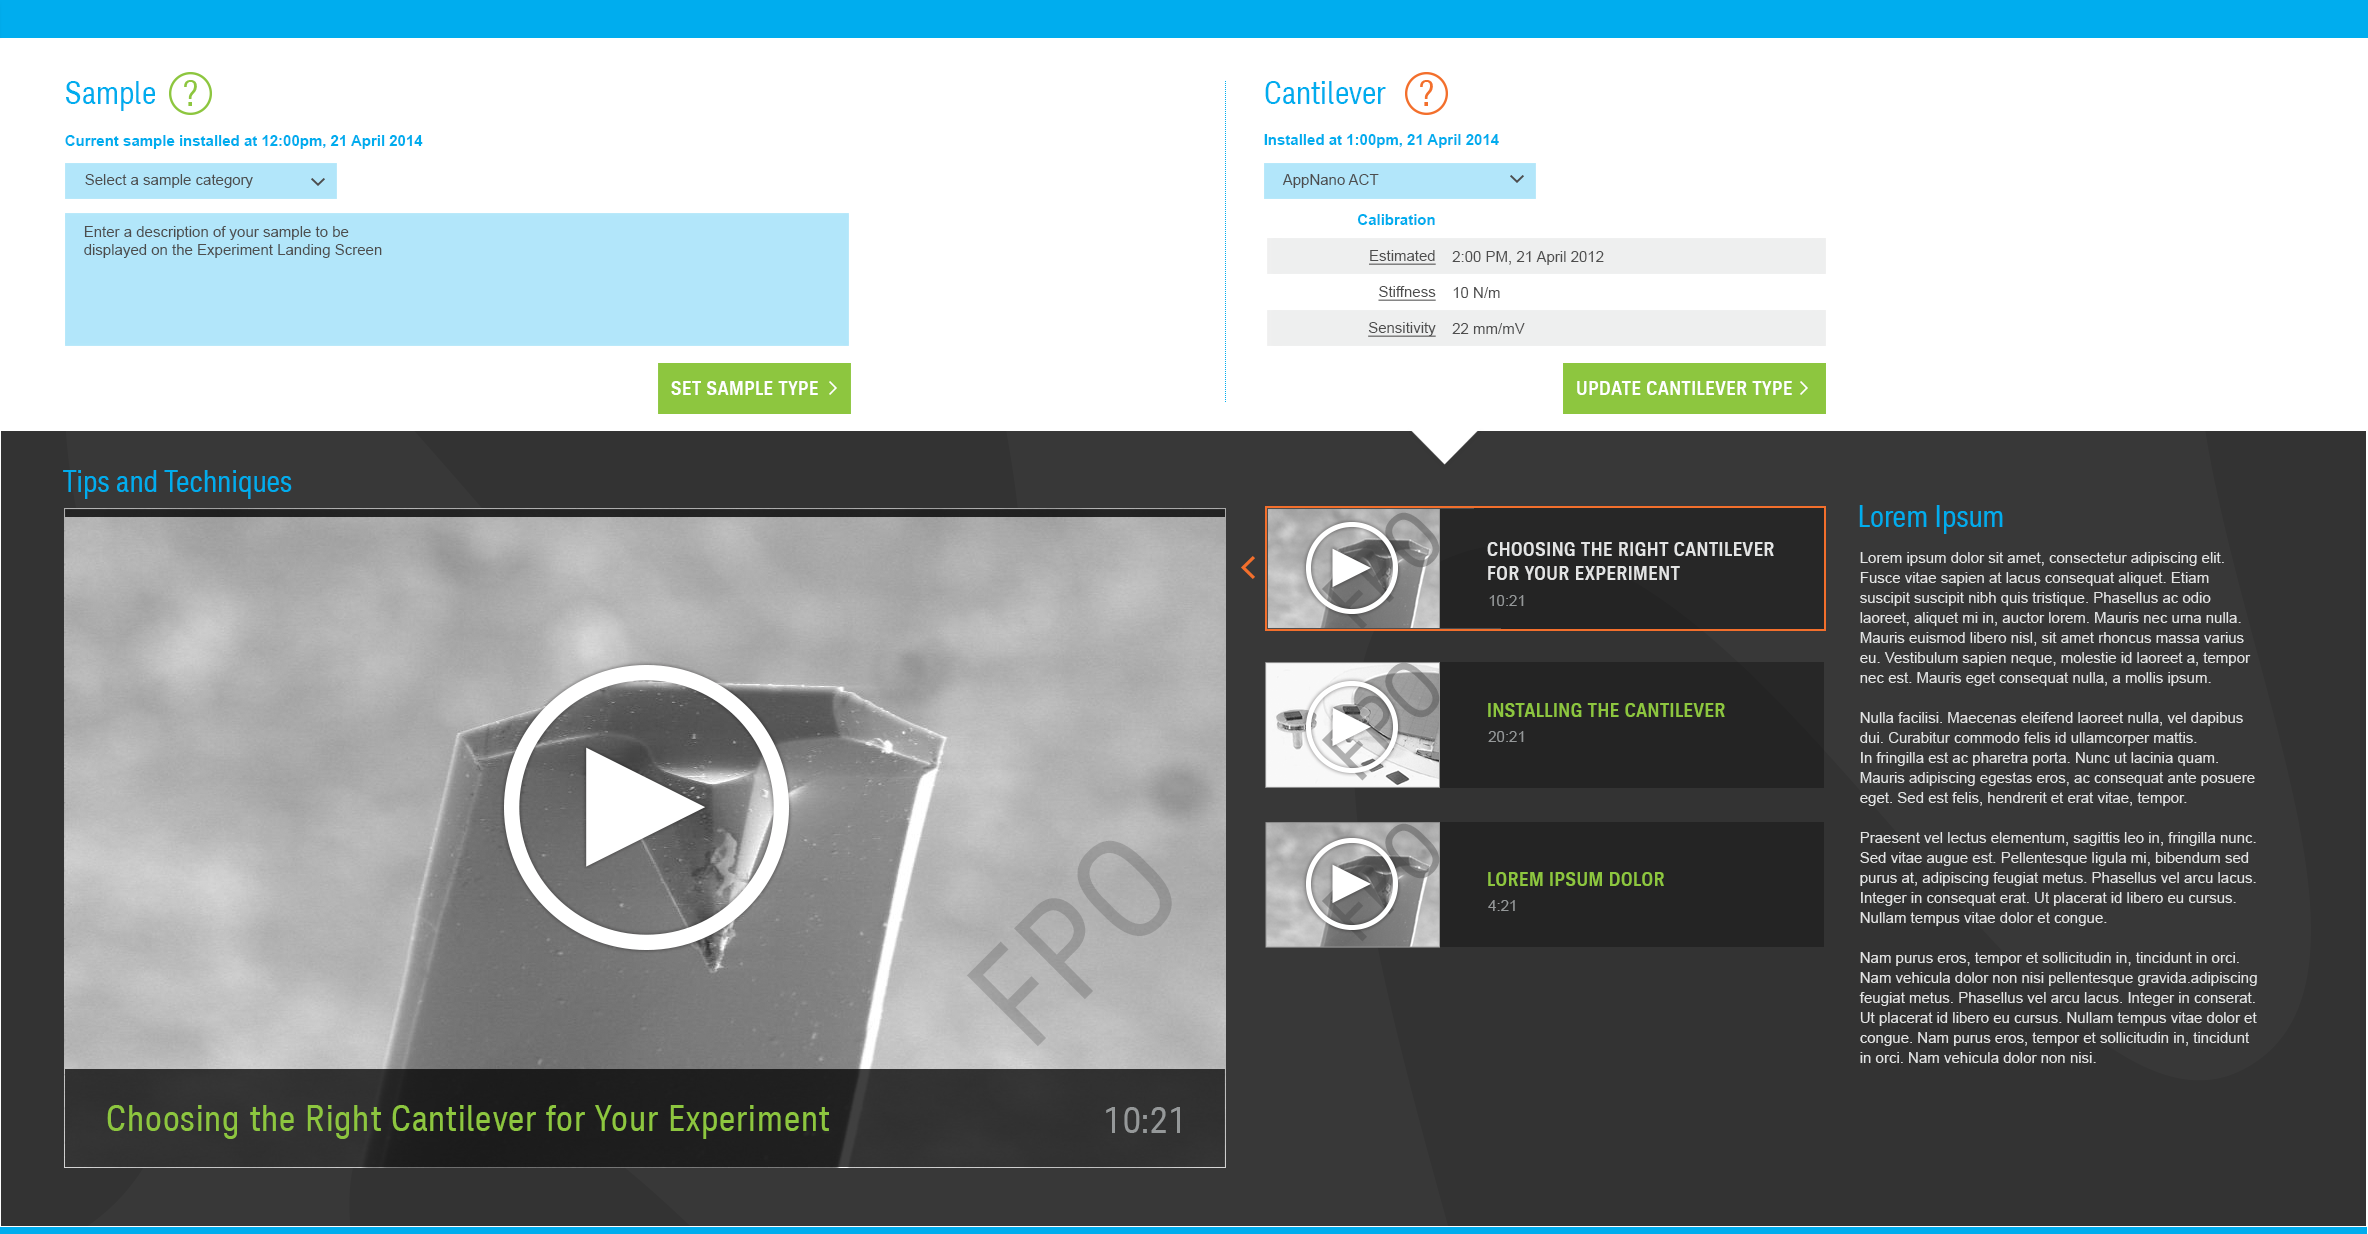 Sample ?
Current sample installed at 12:00pm, 21 April 2014
Select a sample category
Enter a description of your sample to be
displayed on the Experiment Landing Screen
SET SAMPLE TYPE >
Cantilever ?
Installed at 1:00pm, 21 April 2014
AppNano ACT
Calibration
Estimated 2:00 PM, 21 April 2012
Stiffness 10 N/m
Sensitivity 22 mm/mV
UPDATE CANTILEVER TYPE >
Tips and Techniques
FPO
Choosing the Right Cantilever for Your Experiment 10:21
FPO
CHOOSING THE RIGHT CANTILEVER
FOR YOUR EXPERIMENT
10:21
FPO
INSTALLING THE CANTILEVER
20:21
FPO
LOREM IPSUM DOLOR
4:21
Lorem Ipsum
Lorem ipsum dolor sit amet, consectetur adipiscing elit.
Fusce vitae sapien at lacus consequat aliquet. Etiam
suscipit suscipit nibh quis tristique. Phasellus ac odio
laoreet, aliquet mi in, auctor lorem. Mauris nec urna nulla.
Mauris euismod libero nisl, sit amet rhoncus massa varius
eu. Vestibulum sapien neque, molestie id laoreet a, tempor
nec est. Mauris eget consequat nulla, a mollis ipsum.
Nulla facilisi. Maecenas eleifend laoreet nulla, vel dapibus
dui. Curabitur commodo felis id ullamcorper mattis.
In fringilla est ac pharetra porta. Nunc ut lacinia quam.
Mauris adipiscing egestas eros, ac consequat ante posuere
eget. Sed est felis, hendrerit et erat vitae, tempor.
Praesent vel lectus elementum, sagittis leo in, fringilla nunc.
Sed vitae augue est. Pellentesque ligula mi, bibendum sed
purus at, adipiscing feugiat metus. Phasellus vel arcu lacus.
Integer in consequat erat. Ut placerat id libero eu cursus.
Nullam tempus vitae dolor et congue.
Nam purus eros, tempor et sollicitudin in, tincidunt in orci.
Nam vehicula dolor non nisi pellentesque gravida.adipiscing
feugiat metus. Phasellus vel arcu lacus. Integer in conserat.
Ut placerat id libero eu cursus. Nullam tempus vitae dolor et
congue. Nam purus eros, tempor et sollicitudin in, tincidunt
in orci. Nam vehicula dolor non nisi.